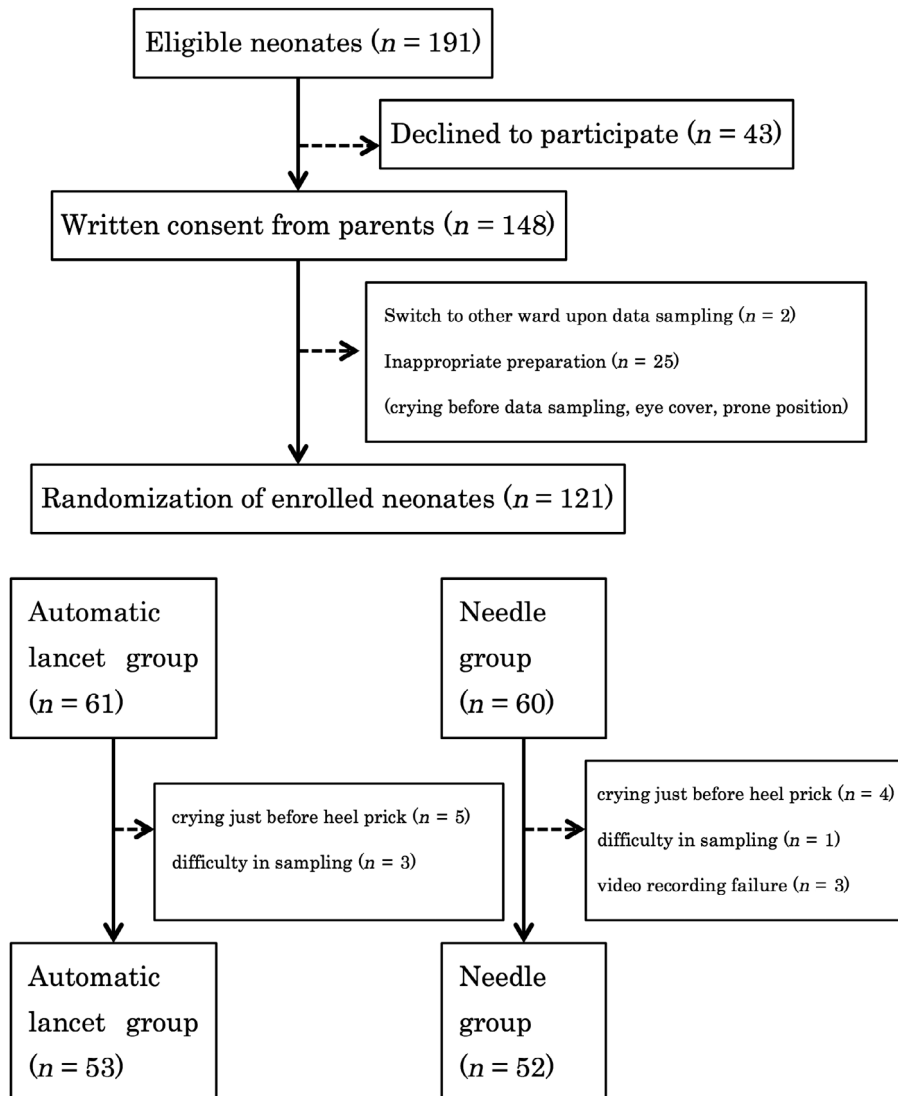 Eligible neonates (n = 191)
Declined to participate (n = 43)
Written consent from parents (n = 148)
Switch to other ward upon data sampling (n = 2)
Inappropriate preparation (n = 25)
(crying before data sampling, eye cover, prone position)
Randomization of enrolled neonates (n = 121)
Automatic
lancet group
(n = 61)
Needle
group
(n = 60)
crying just before heel prick (n = 5)
difficulty in sampling (n = 3)
crying just before heel prick (n = 4)
difficulty in sampling (n = 1)
video recording failure (n = 3)
Automatic
lancet group
(n = 53)
Needle
group
(n = 52)